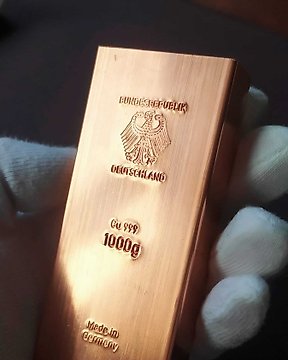 BUNDESREPUBLIK
DEUTSCHLAND
Cu 999
1000g
Made in
Germany